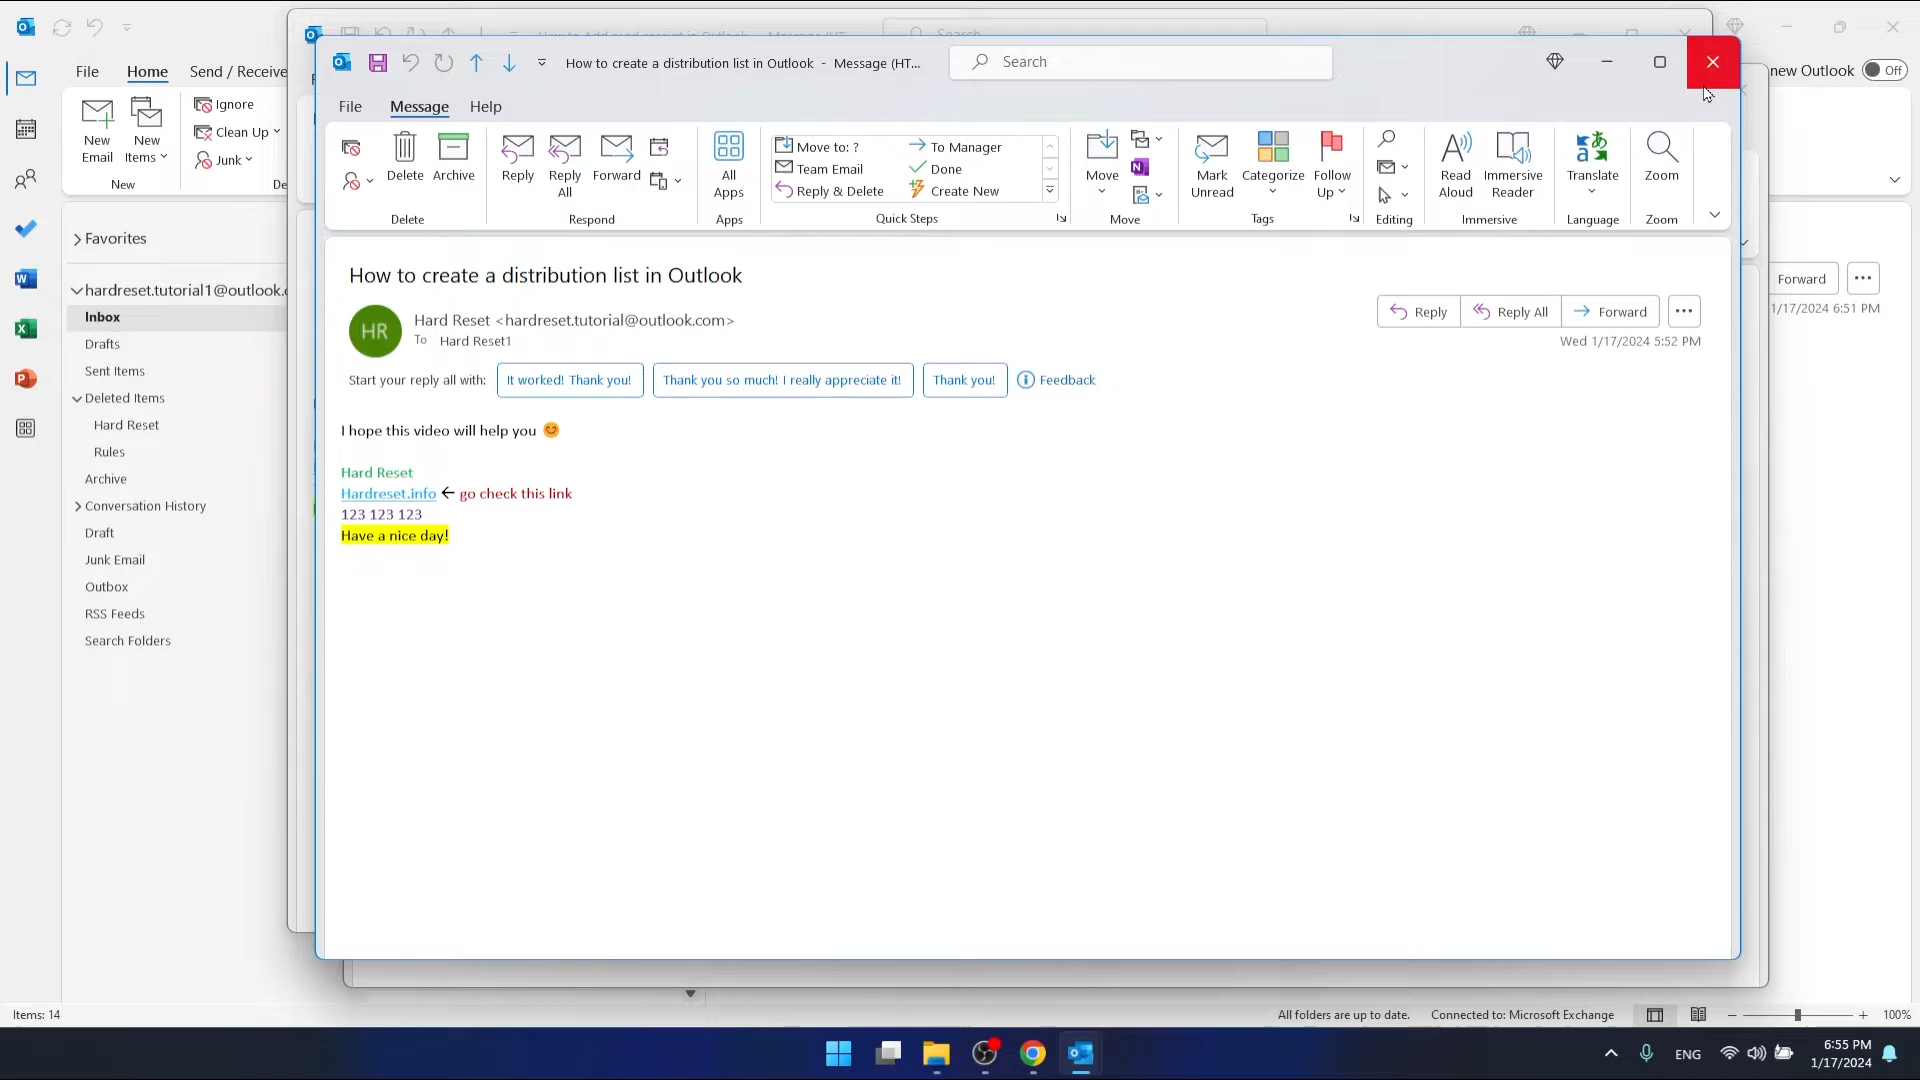 Search
File Home Send / Receive
new Outlook Off
How to create a distribution list in Outlook - Message (HT...
Search
File Message Help
New Email
New Items
Ignore
Clean Up
Junk
New
De
Delete
Archive
Delete
Reply
Reply All
Forward
Respond
All Apps
Apps
Move to: ?
To Manager
Team Email
Done
Reply & Delete
Create New
Quick Steps
Move
Move
Mark Unread
Categorize
Follow Up
Tags
Editing
Read Aloud
Immersive Reader
Immersive
Translate
Language
Zoom
Zoom
Favorites
hardreset.tutorial1@outlook.c
Inbox
Drafts
Sent Items
Deleted Items
Hard Reset
Rules
Archive
Conversation History
Draft
Junk Email
Outbox
RSS Feeds
Search Folders
How to create a distribution list in Outlook
HR
Hard Reset <hardreset.tutorial@outlook.com>
To Hard Reset1
Reply
Reply All
Forward
Wed 1/17/2024 5:52 PM
Forward
1/17/2024 6:51 PM
Start your reply all with: It worked! Thank you! Thank you so much! I really appreciate it! Thank you! Feedback
I hope this video will help you 😊
Hard Reset
Hardreset.info ← go check this link
123 123 123
Have a nice day!
Items: 14
All folders are up to date. Connected to: Microsoft Exchange
100%
ENG
6:55 PM
1/17/2024